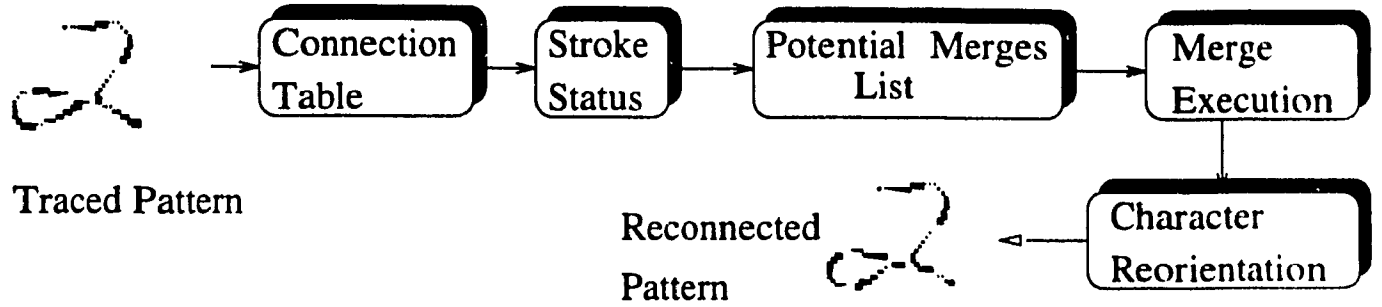 Connection
Table
Stroke
Status
Potential Merges
List
Merge
Execution
Traced Pattern
Reconnected
Pattern
Character
Reorientation